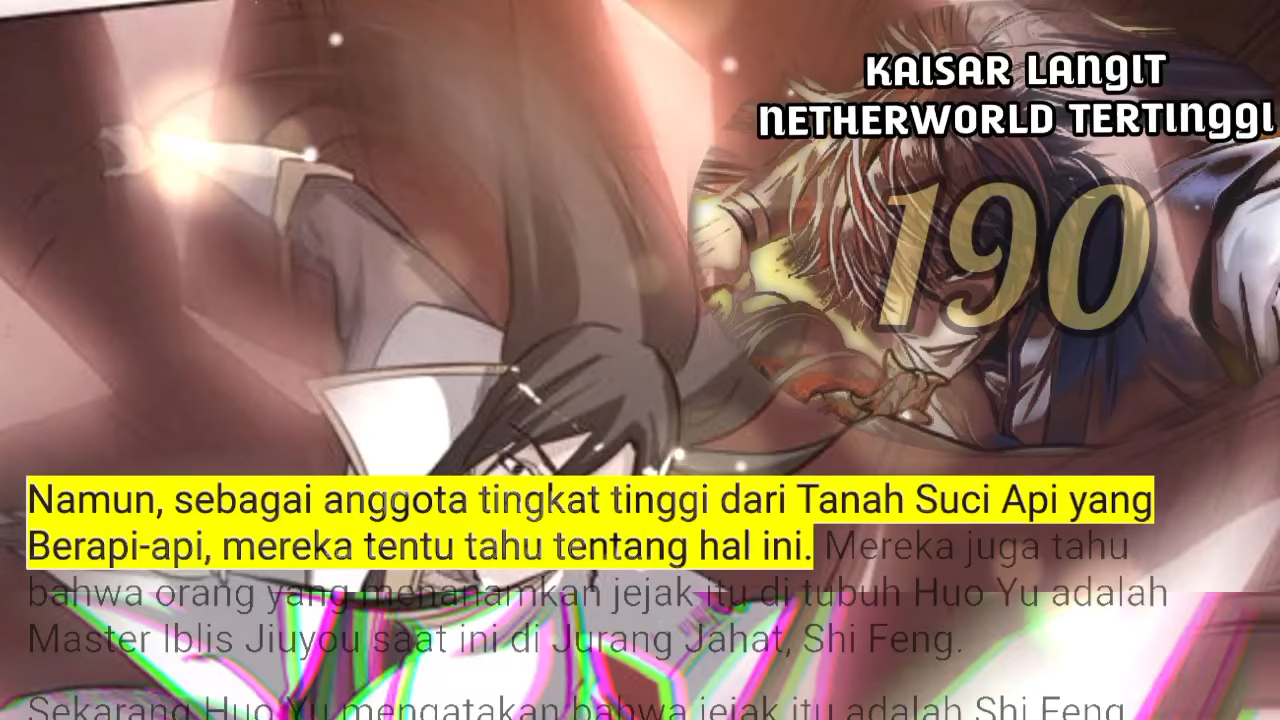 KAISAR LANGIT
NETHERWORLD TERTINGGI
190
Namun, sebagai anggota tingkat tinggi dari Tanah Suci Api yang
Berapi-api, mereka tentu tahu tentang hal ini. Mereka juga tahu
bahwa orang yang menanamkan jejak itu di tubuh Huo Yu adalah
Master Iblis Jiuyou saat ini di Jurang Jahat, Shi Feng.
Sekarang Huo Yu mengatakan bahwa jejak itu adalah Shi Feng